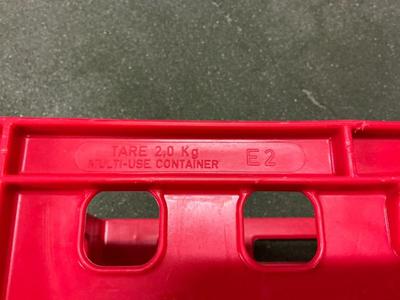 TARE 2,0 Kg
MULTI-USE CONTAINER
E2